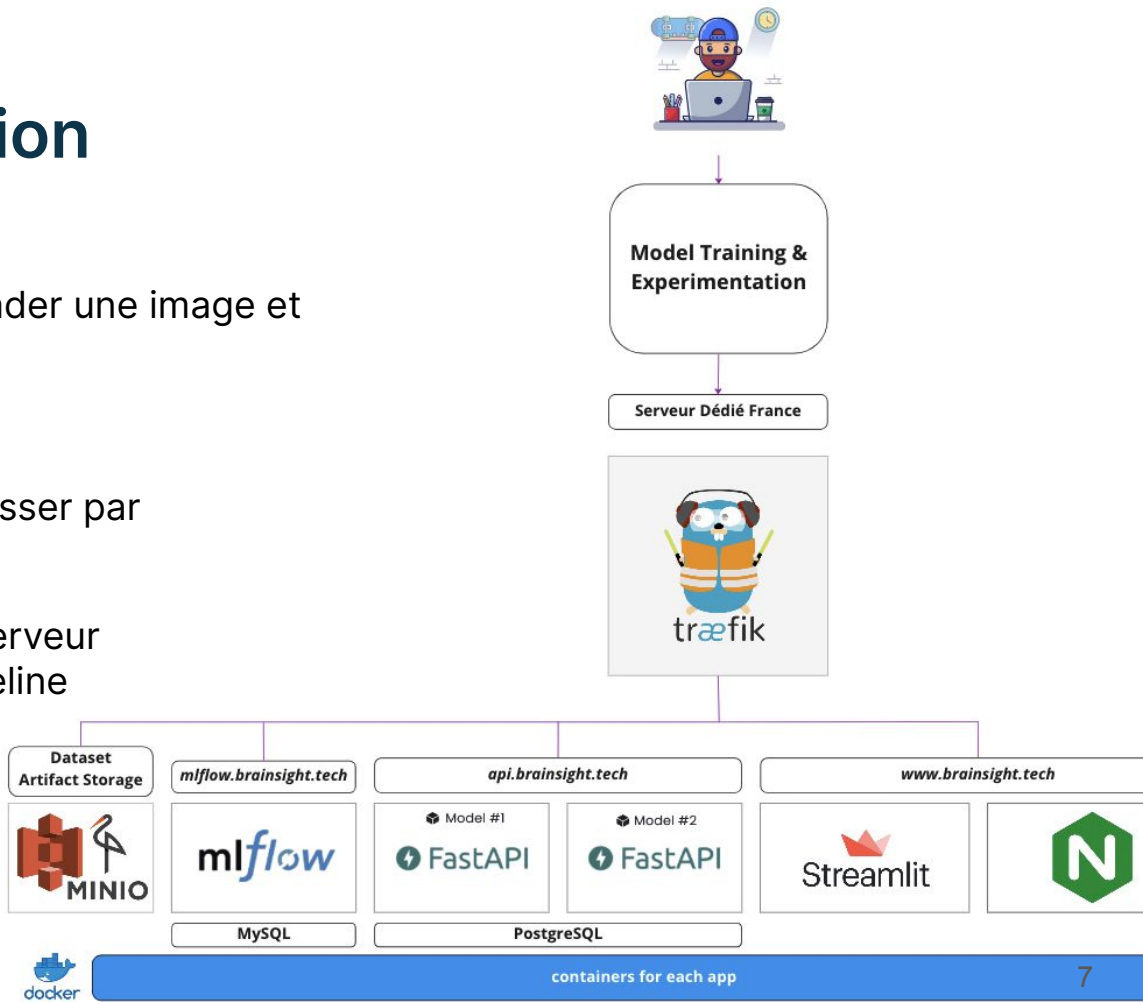 ion
der une image et
sser par
erveur
eline
Model Training &
Experimentation
Serveur Dédié France
træfik
Dataset
Artifact Storage
mlflow.brainsight.tech
api.brainsight.tech
www.brainsight.tech
MINIO
mlflow
Model #1
FastAPI
Model #2
FastAPI
Streamlit
N
MySQL
PostgreSQL
docker
containers for each app
7